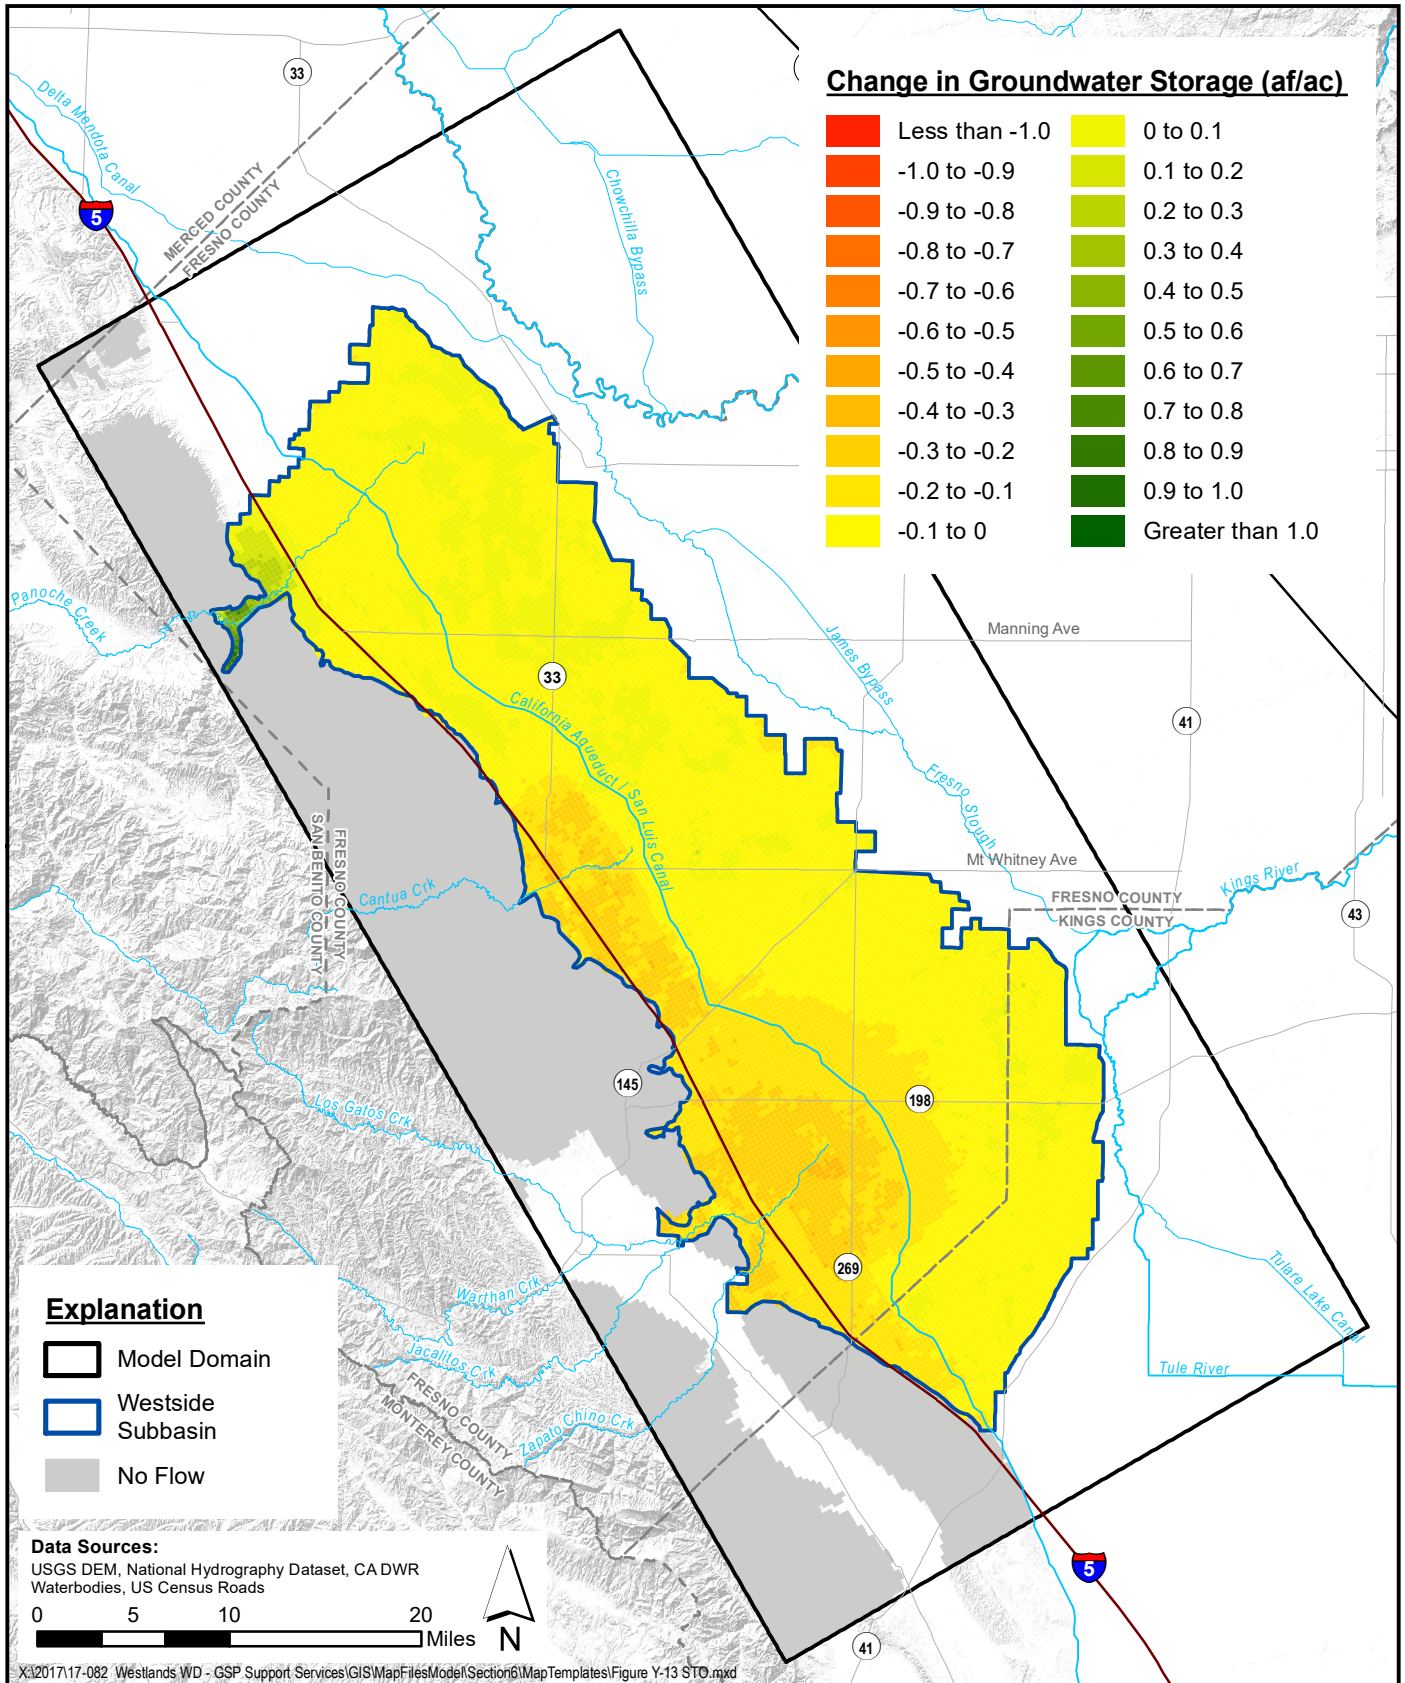 Change in Groundwater Storage (af/ac)
Less than -1.0
-1.0 to -0.9
-0.9 to -0.8
-0.8 to -0.7
-0.7 to -0.6
-0.6 to -0.5
-0.5 to -0.4
-0.4 to -0.3
-0.3 to -0.2
-0.2 to -0.1
-0.1 to 0
0 to 0.1
0.1 to 0.2
0.2 to 0.3
0.3 to 0.4
0.4 to 0.5
0.5 to 0.6
0.6 to 0.7
0.7 to 0.8
0.8 to 0.9
0.9 to 1.0
Greater than 1.0
33
Delta Mendota Canal
5
MERCED COUNTY
FRESNO COUNTY
Chowchilla Bypass
Panoche Creek
James Bypass
Manning Ave
33
41
California Aqueduct / San Luis Canal
Fresno Slough
SAN BENITO COUNTY
FRESNO COUNTY
Mt Whitney Ave
Cantua Crk
Kings River
FRESNO COUNTY
KINGS COUNTY
43
145
198
Los Gatos Crk
269
Warthan Crk
Tulare Lake Canal
Jacalitos Crk
Tule River
FRESNO COUNTY
MONTEREY COUNTY
Zapato Chino Crk
5
41
Explanation
Model Domain
Westside
Subbasin
No Flow
Data Sources:
USGS DEM, National Hydrography Dataset, CA DWR
Waterbodies, US Census Roads
0 5 10 20
Miles
N
X:\2017\17-082 Westlands WD - GSP Support Services\GIS\MapFilesModel\Section6\MapTemplates\Figure Y-13 STO.mxd